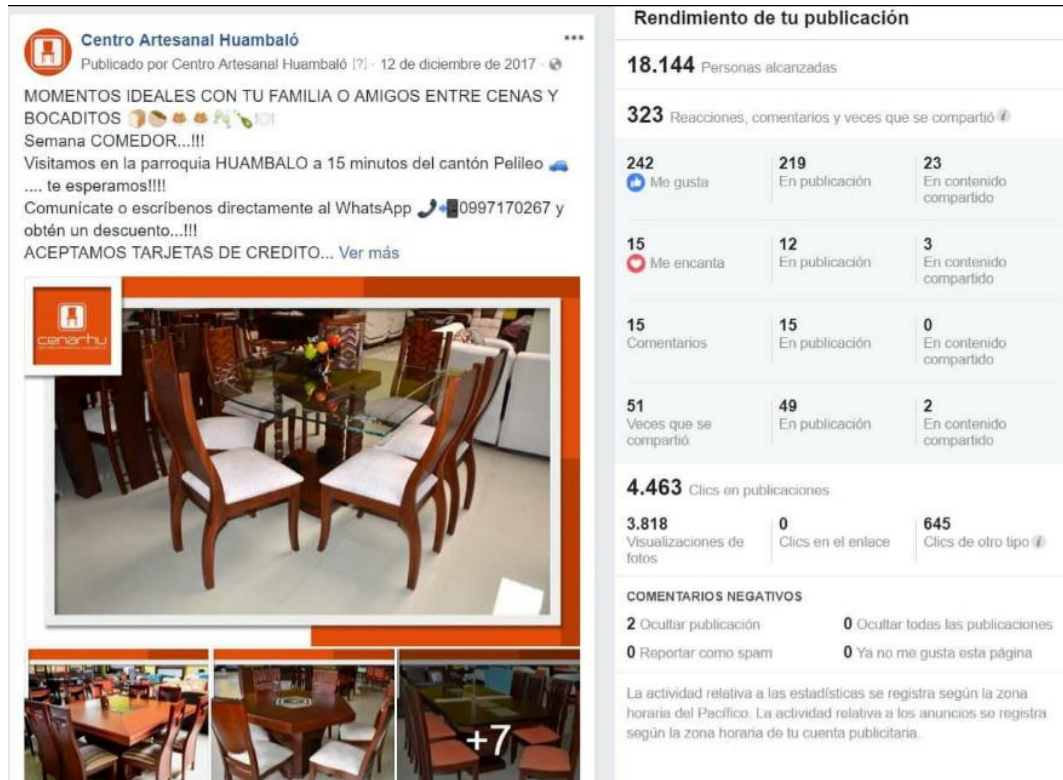 Centro Artesanal Huambaló
Publicado por Centro Artesanal Huambaló [?] · 12 de diciembre de 2017 ·
MOMENTOS IDEALES CON TU FAMILIA O AMIGOS ENTRE CENAS Y
BOCADITOS
Semana COMEDOR...!!!
Visitamos en la parroquia HUAMBALO a 15 minutos del cantón Pelileo
.... te esperamos!!!!
Comunícate o escríbenos directamente al WhatsApp 0997170267 y
obtén un descuento...!!!
ACEPTAMOS TARJETAS DE CREDITO... Ver más
cenarhu
+7
Rendimiento de tu publicación
18.144 Personas alcanzadas
323 Reacciones, comentarios y veces que se compartió
242
Me gusta
219
En publicación
23
En contenido
compartido
15
Me encanta
12
En publicación
3
En contenido
compartido
15
Comentarios
15
En publicación
0
En contenido
compartido
51
Veces que se
compartió
49
En publicación
2
En contenido
compartido
4.463 Clics en publicaciones
3.818
Visualizaciones de
fotos
0
Clics en el enlace
645
Clics de otro tipo
COMENTARIOS NEGATIVOS
2 Ocultar publicación
0 Ocultar todas las publicaciones
0 Reportar como spam
0 Ya no me gusta esta página
La actividad relativa a las estadísticas se registra según la zona
horaria del Pacífico. La actividad relativa a los anuncios se registra
según la zona horaria de tu cuenta publicitaria.